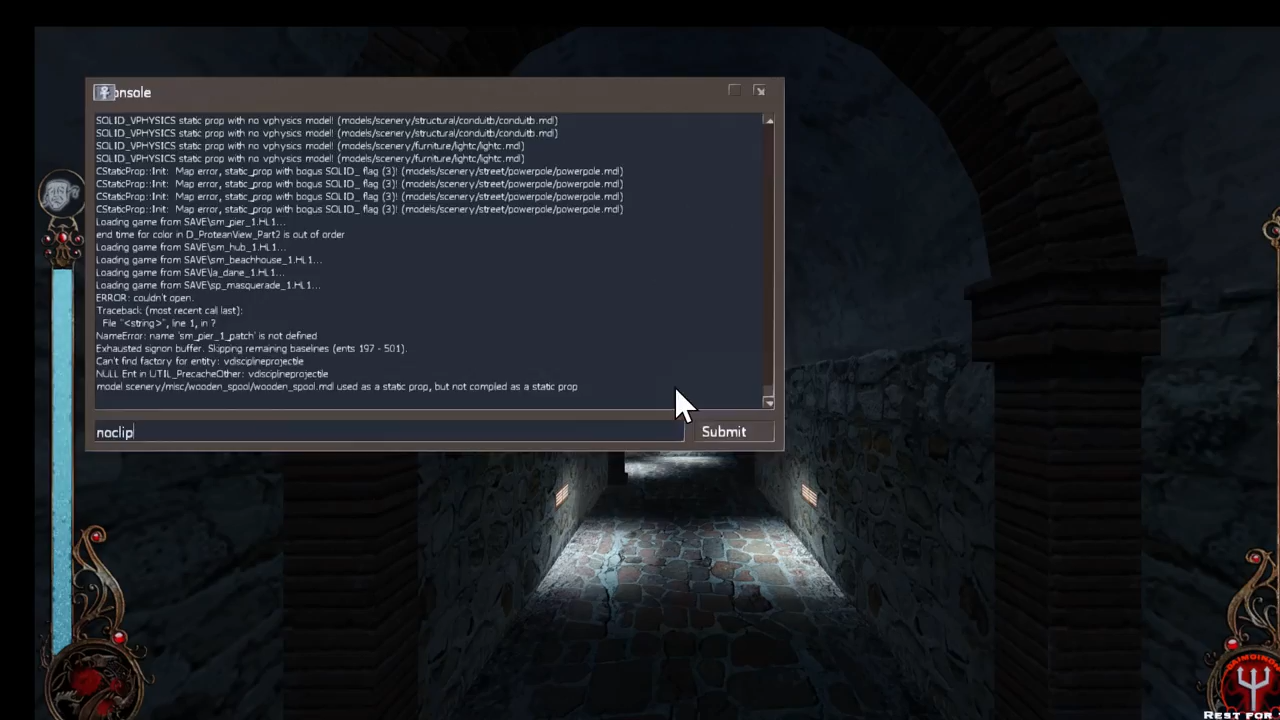 onsole
SOLID_VPHYSICS static prop with no vphysics model! (models/scenery/structural/conduitb/conduitb.mdl)
SOLID_VPHYSICS static prop with no vphysics model! (models/scenery/structural/conduitb/conduitb.mdl)
SOLID_VPHYSICS static prop with no vphysics model! (models/scenery/furniture/lightc/lightc.mdl)
SOLID_VPHYSICS static prop with no vphysics model! (models/scenery/furniture/lightc/lightc.mdl)
CStaticProp::Init:  Map error, static_prop with bogus SOLID_ flag (3)! (models/scenery/street/powerpole/powerpole.mdl)
CStaticProp::Init:  Map error, static_prop with bogus SOLID_ flag (3)! (models/scenery/street/powerpole/powerpole.mdl)
CStaticProp::Init:  Map error, static_prop with bogus SOLID_ flag (3)! (models/scenery/street/powerpole/powerpole.mdl)
CStaticProp::Init:  Map error, static_prop with bogus SOLID_ flag (3)! (models/scenery/street/powerpole/powerpole.mdl)
Loading game from SAVE\sm_pier_1.HL1...
end time for color in D_ProteanView_Part2 is out of order
Loading game from SAVE\sm_hub_1.HL1...
Loading game from SAVE\sm_beachhouse_1.HL1...
Loading game from SAVE\la_dane_1.HL1...
Loading game from SAVE\sp_masquerade_1.HL1...
ERROR: couldn't open.
Traceback (most recent call last):
  File "<string>", line 1, in ?
NameError: name 'sm_pier_1_patch' is not defined
Exhausted signon buffer. Skipping remaining baselines (ents 197 - 501).
Can't find factory for entity: vdisciplineprojectile
NULL Ent in UTIL_PrecacheOther: vdisciplineprojectile
model scenery/misc/wooden_spool/wooden_spool.mdl used as a static prop, but not compiled as a static prop
noclip
Submit
DAIMOINON
REST FOR